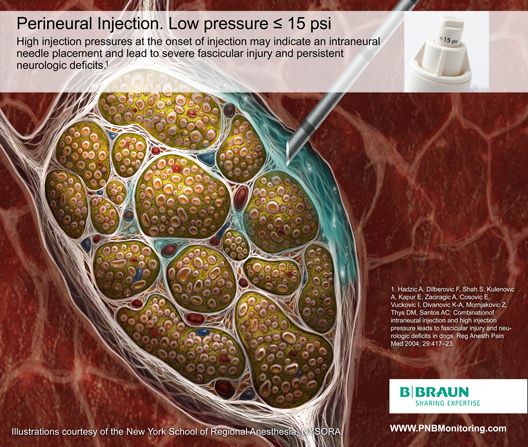 Perineural Injection. Low pressure ≤ 15 psi
High injection pressures at the onset of injection may indicate an intraneural
needle placement and lead to severe fascicular injury and persistent
neurologic deficits.¹
≤ 15 psi
1. Hadzic A, Dilberovic F, Shah S, Kulenovic
A, Kapur E, Zaciragic A, Cosovic E,
Vuckovic I, Divanovic K-A, Mornjakovic Z,
Thys DM, Santos AC: Combinationof
intraneural injection and high injection
pressure leads to fascicular injury and neu-
rologic deficits in dogs. Reg Anesth Pain
Med 2004; 29:417–23.
B|BRAUN
SHARING EXPERTISE
Illustrations courtesy of the New York School of Regional Anesthesia, NYSORA
WWW.PNBMonitoring.com